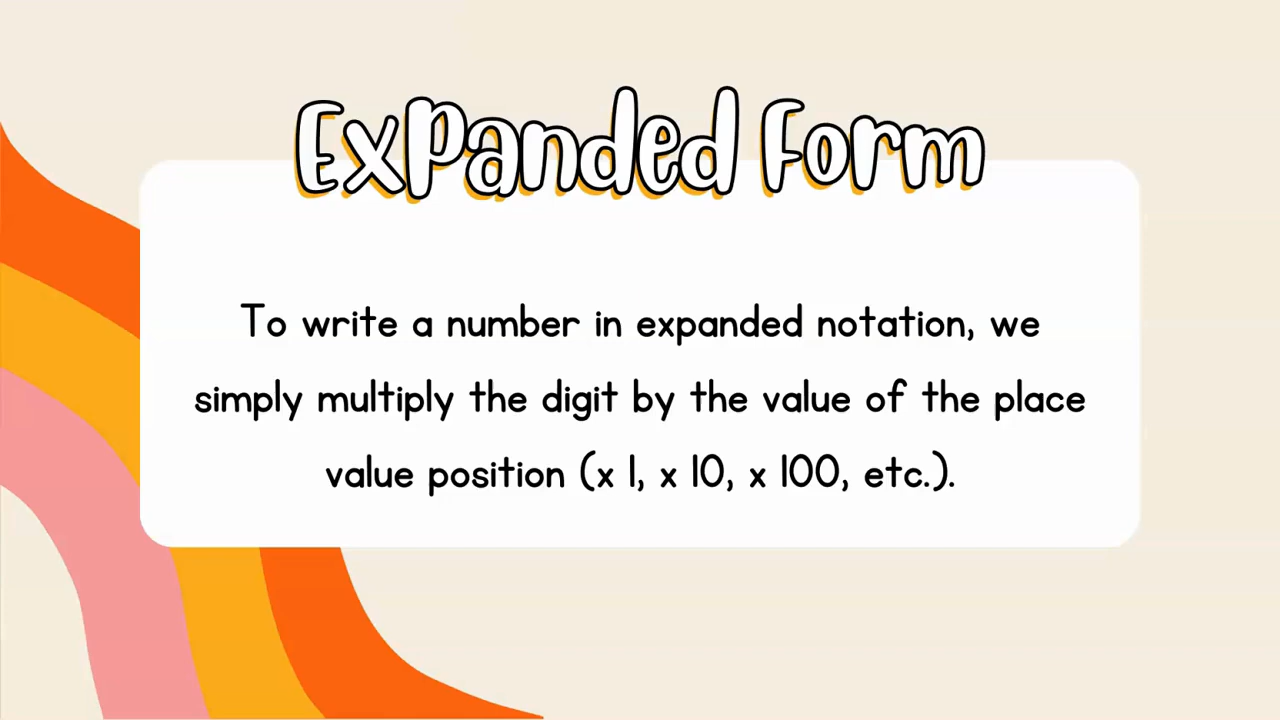 Expanded Form
To write a number in expanded notation, we
simply multiply the digit by the value of the place
value position (x 1, x 10, x 100, etc.).